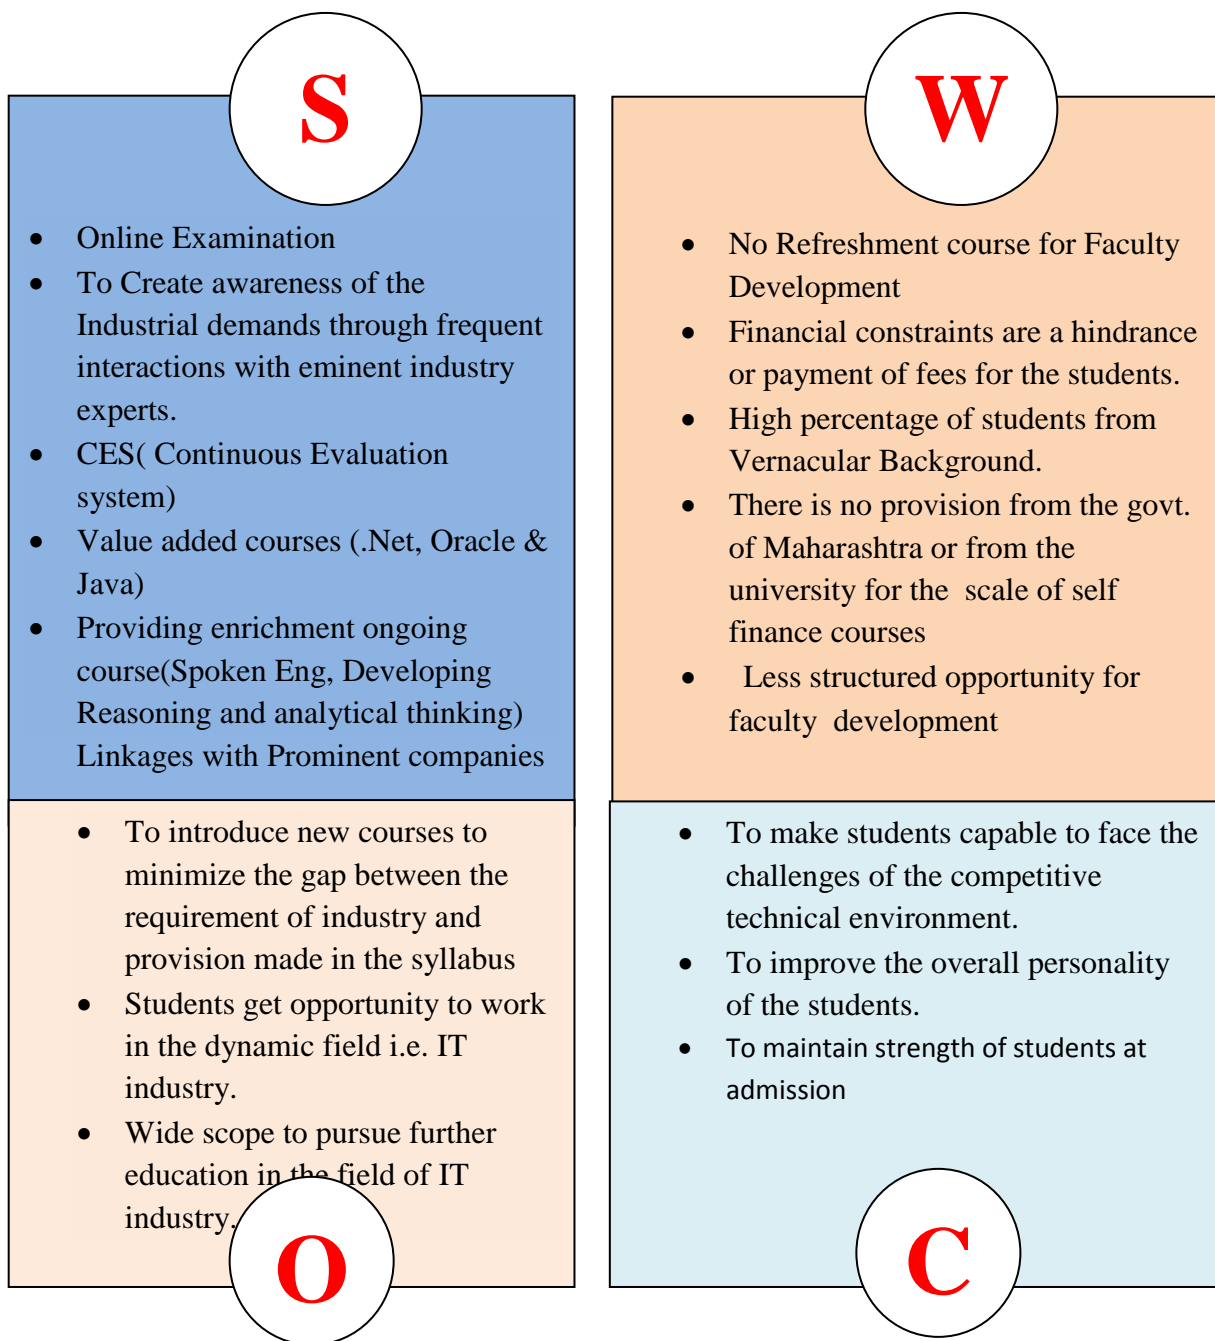 S
• Online Examination
• To Create awareness of the
Industrial demands through frequent
interactions with eminent industry
experts.
• CES( Continuous Evaluation
system)
• Value added courses (.Net, Oracle &
Java)
• Providing enrichment ongoing
course(Spoken Eng, Developing
Reasoning and analytical thinking)
Linkages with Prominent companies
W
• No Refreshment course for Faculty
Development
• Financial constraints are a hindrance
or payment of fees for the students.
• High percentage of students from
Vernacular Background.
• There is no provision from the govt.
of Maharashtra or from the
university for the scale of self
finance courses
• Less structured opportunity for
faculty development
• To introduce new courses to
minimize the gap between the
requirement of industry and
provision made in the syllabus
• Students get opportunity to work
in the dynamic field i.e. IT
industry.
• Wide scope to pursue further
education in the field of IT
industry.
O
• To make students capable to face the
challenges of the competitive
technical environment.
• To improve the overall personality
of the students.
• To maintain strength of students at
admission
C